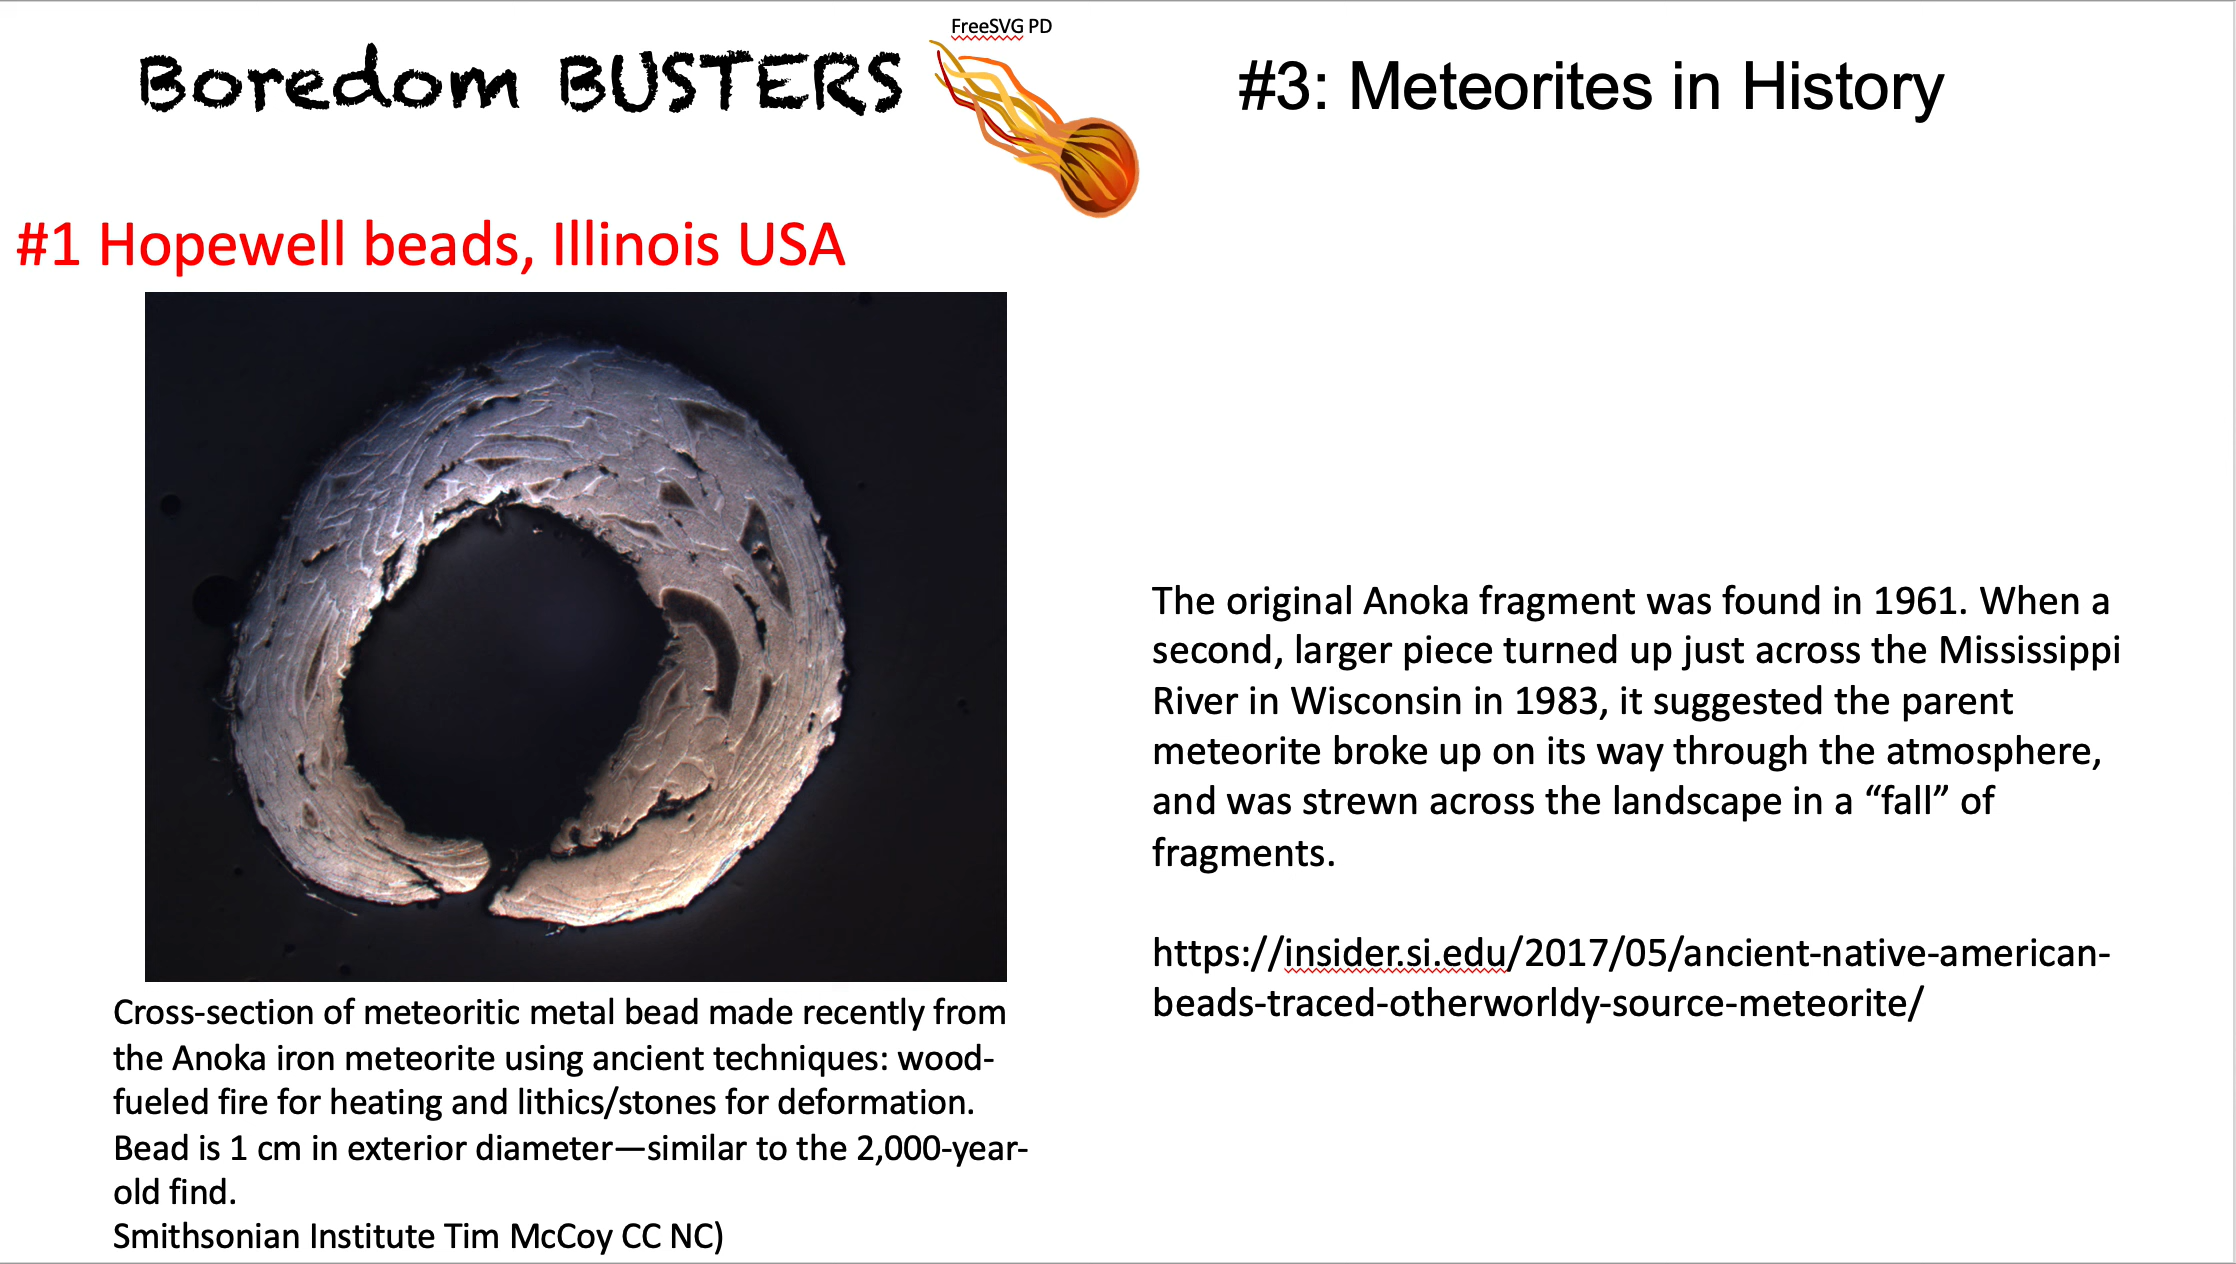 FreeSVG PD
Boredom BUSTERS
#3: Meteorites in History
#1 Hopewell beads, Illinois USA
Cross-section of meteoritic metal bead made recently from
the Anoka iron meteorite using ancient techniques: wood-
fueled fire for heating and lithics/stones for deformation.
Bead is 1 cm in exterior diameter—similar to the 2,000-year-
old find.
Smithsonian Institute Tim McCoy CC NC)
The original Anoka fragment was found in 1961. When a
second, larger piece turned up just across the Mississippi
River in Wisconsin in 1983, it suggested the parent
meteorite broke up on its way through the atmosphere,
and was strewn across the landscape in a “fall” of
fragments.
https://insider.si.edu/2017/05/ancient-native-american-
beads-traced-otherworldy-source-meteorite/